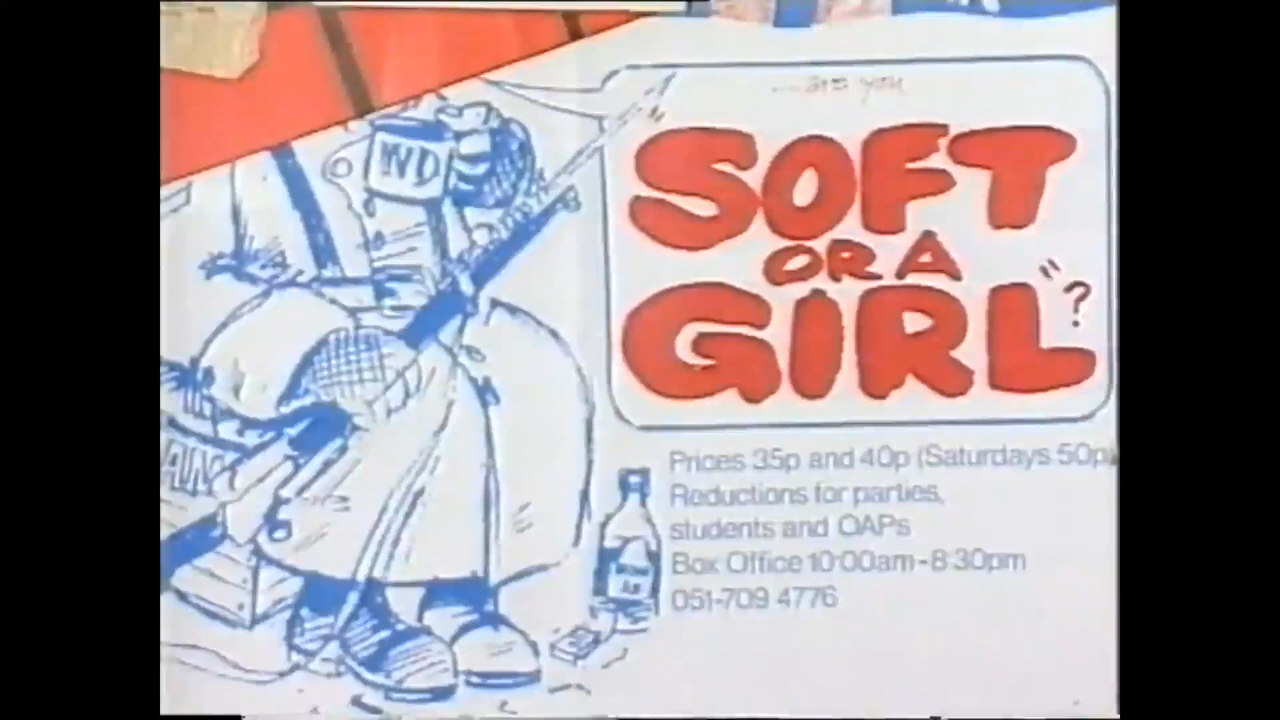 ...are you
SOFT
OR A
GIRL"?
WD
Prices 35p and 40p (Saturdays 50p)
Reductions for parties,
students and OAPs
Box Office 10:00am-8 30pm
051-709 4776